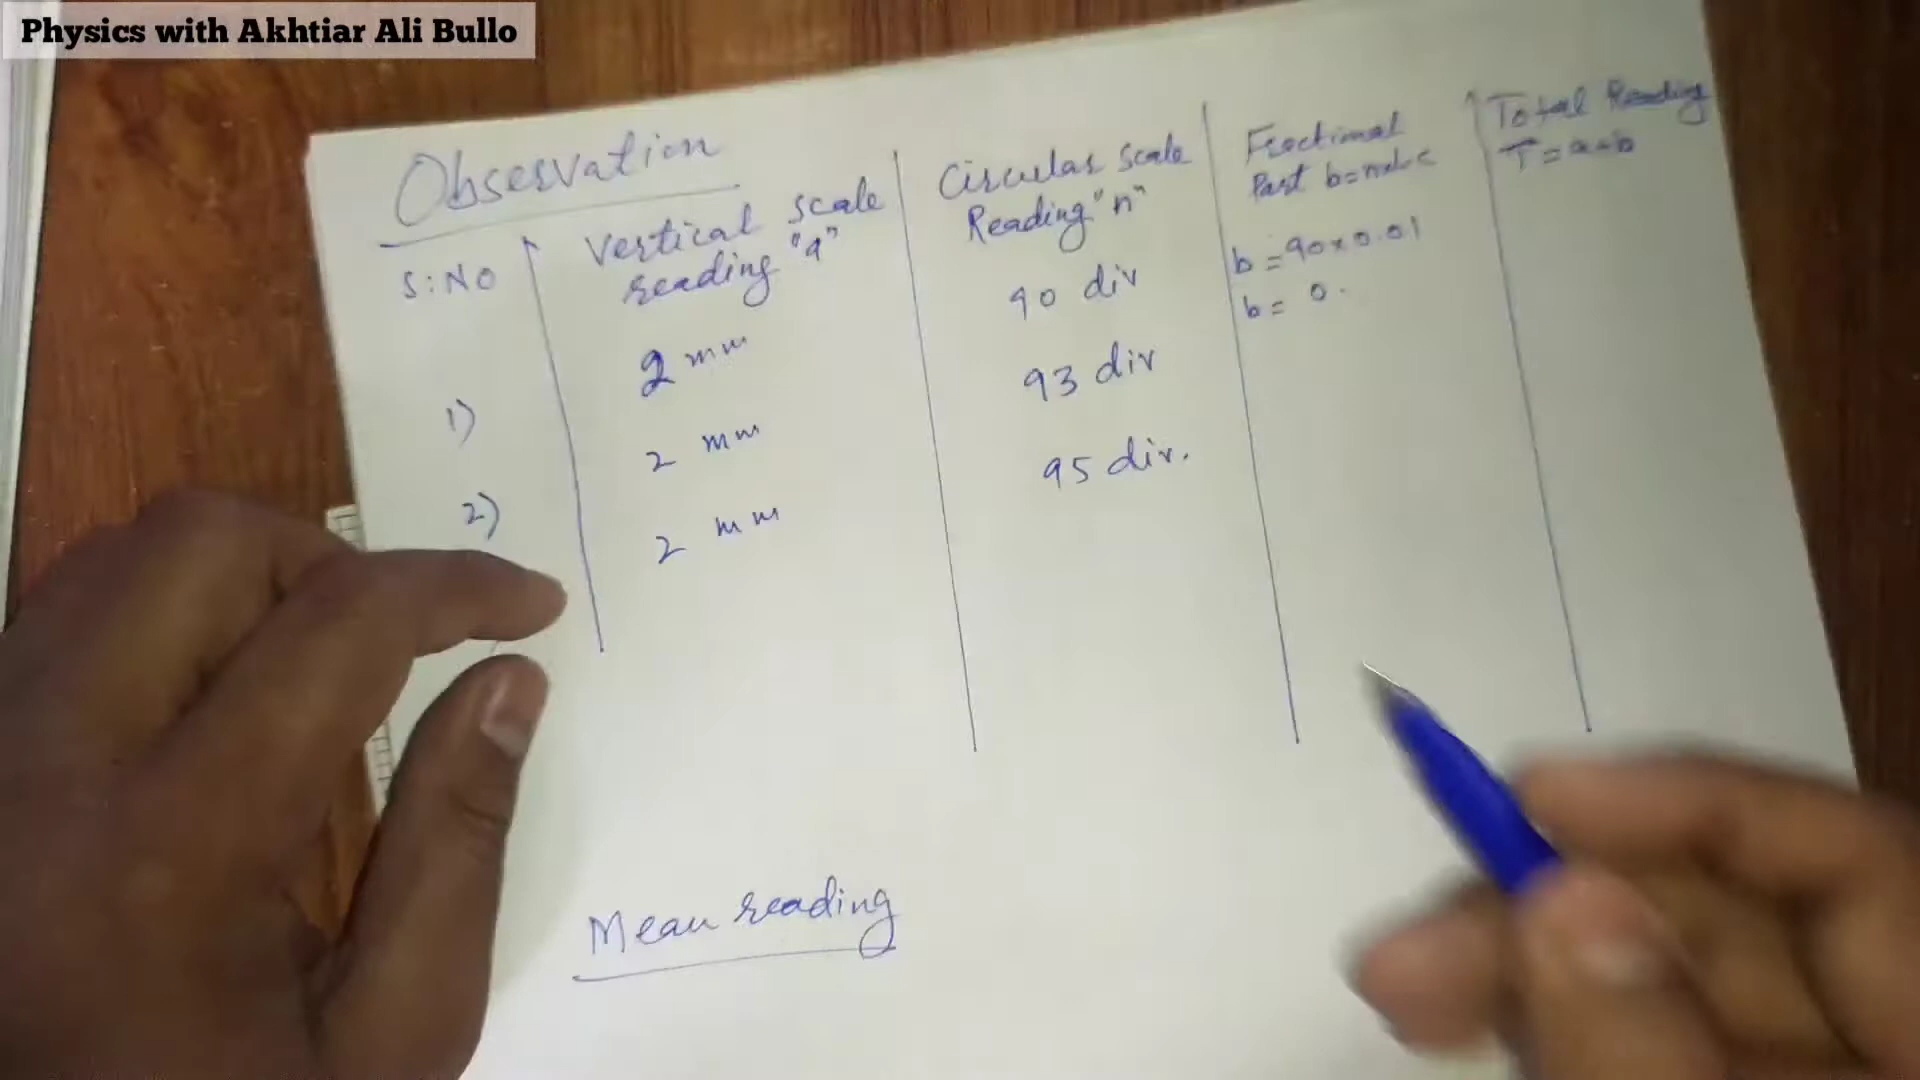 Physics with Akhtiar Ali Bullo
Observation
S:NO
Vertical scale
reading "a"
Circular Scale
Reading "n"
Fractional
Part b=n×L·C
Total Reading
T=a+b
1)
2 mm
90 div
b=90×0.01
b= 0.
2)
2 mm
93 div
2 mm
95 div.
Mean reading